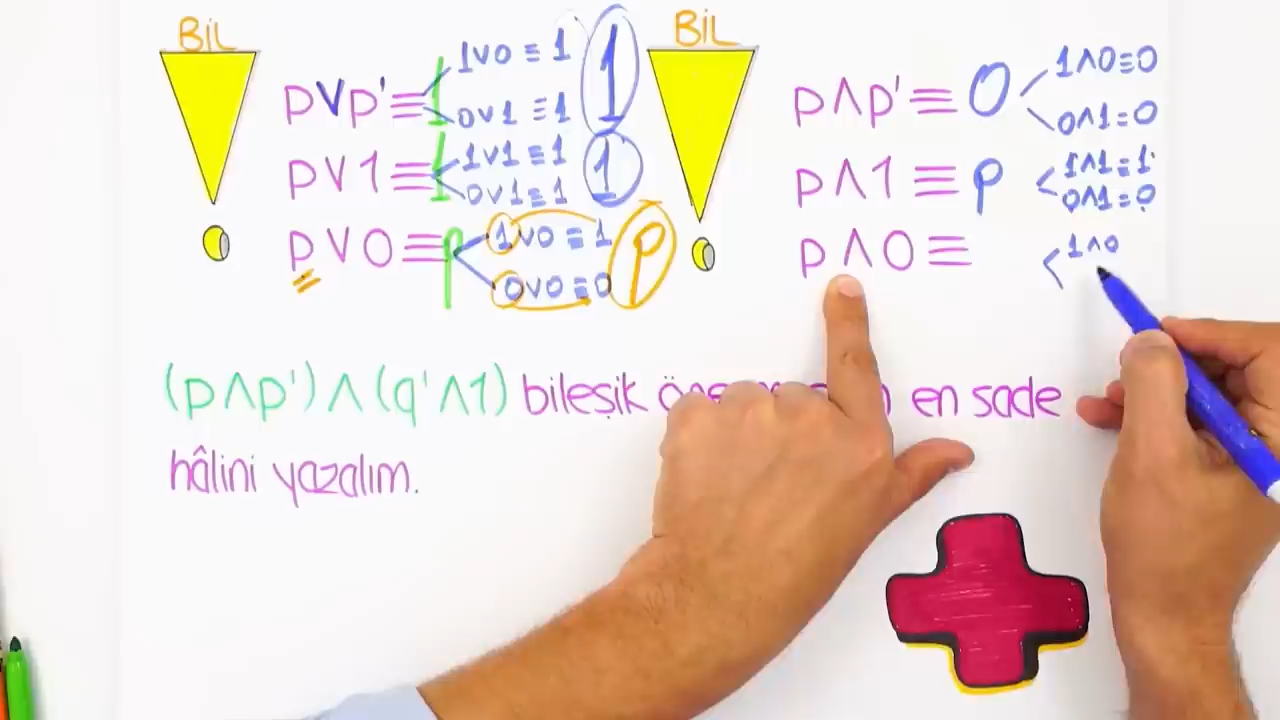 BİL
p∨p'≡1
1∨0≡1
0∨1≡1
1
p∨1≡1
1∨1≡1
0∨1≡1
1
p∨0≡p
1∨0≡1
0∨0≡0
p
BİL
p∧p'≡0
1∧0≡0
0∧1≡0
p∧1≡p
1∧1≡1
0∧1≡0
p∧0≡
1∧0
(p∧p')∧(q'∧1) bileşik en sade
hâlini yazalım.